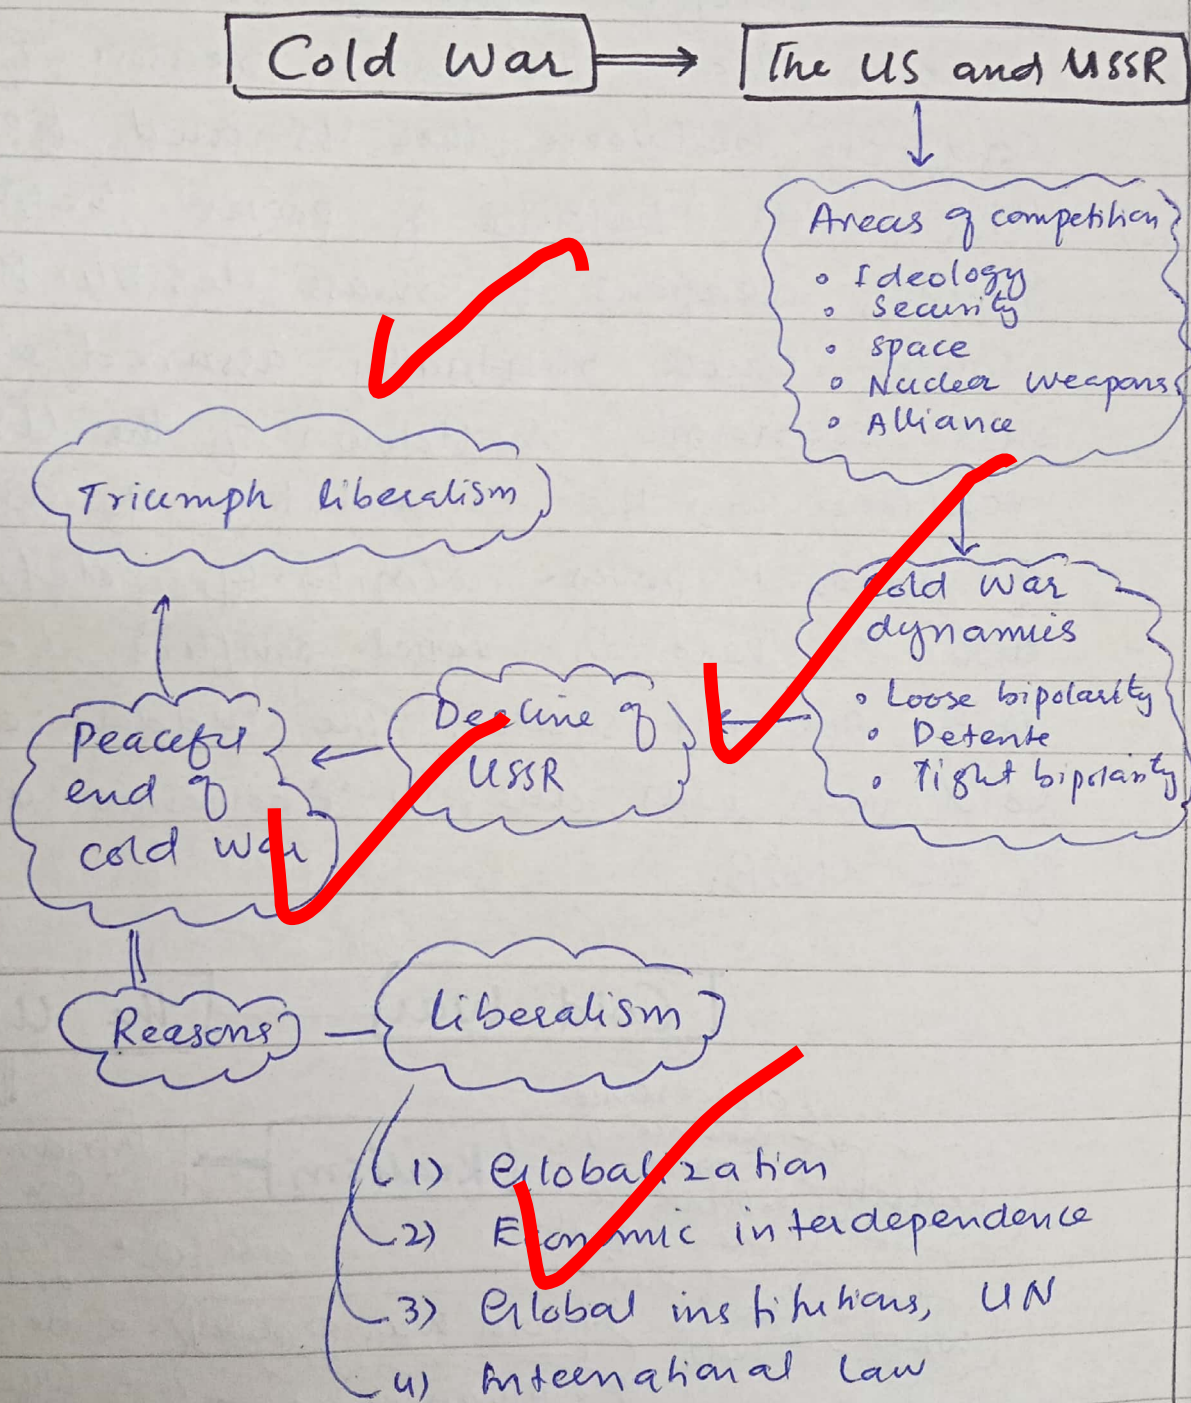 Cold War
The US and USSR
Areas of competition
• Ideology
• Security
• space
• Nuclear weapons
• Alliance
Cold War
dynamics
• Loose bipolarity
• Detente
• Tight bipolarity
Decline of
USSR
Peaceful
end of
cold war
Triumph liberalism
Reasons
liberalism
1) Globalization
2) Economic interdependence
3) Global institutions, UN
4) International law